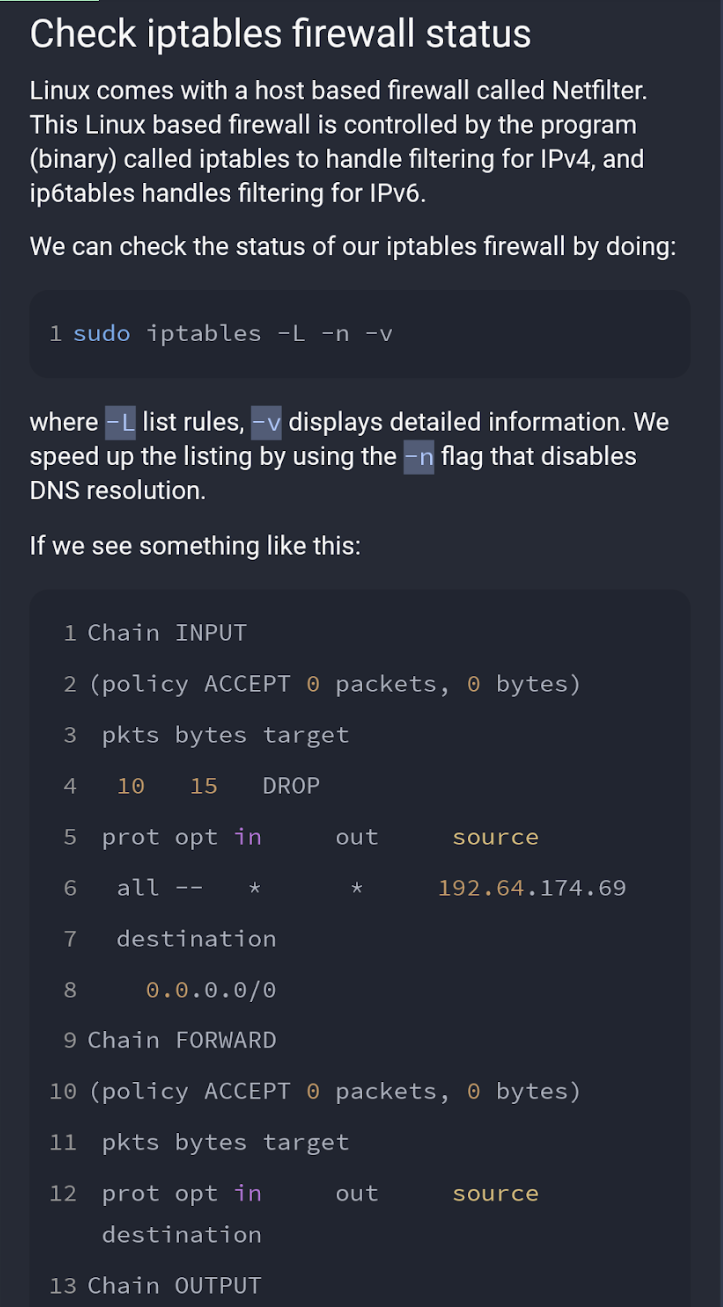 Check iptables firewall status
Linux comes with a host based firewall called Netfilter.
This Linux based firewall is controlled by the program
(binary) called iptables to handle filtering for IPv4, and
ip6tables handles filtering for IPv6.
We can check the status of our iptables firewall by doing:
1 sudo iptables -L -n -v
where -L list rules, -v displays detailed information. We
speed up the listing by using the -n flag that disables
DNS resolution.
If we see something like this:
1 Chain INPUT
2 (policy ACCEPT 0 packets, 0 bytes)
3 pkts bytes target
4 10 15 DROP
5 prot opt in out source
6 all -- * * 192.64.174.69
7 destination
8 0.0.0.0/0
9 Chain FORWARD
10 (policy ACCEPT 0 packets, 0 bytes)
11 pkts bytes target
12 prot opt in out source
destination
13 Chain OUTPUT